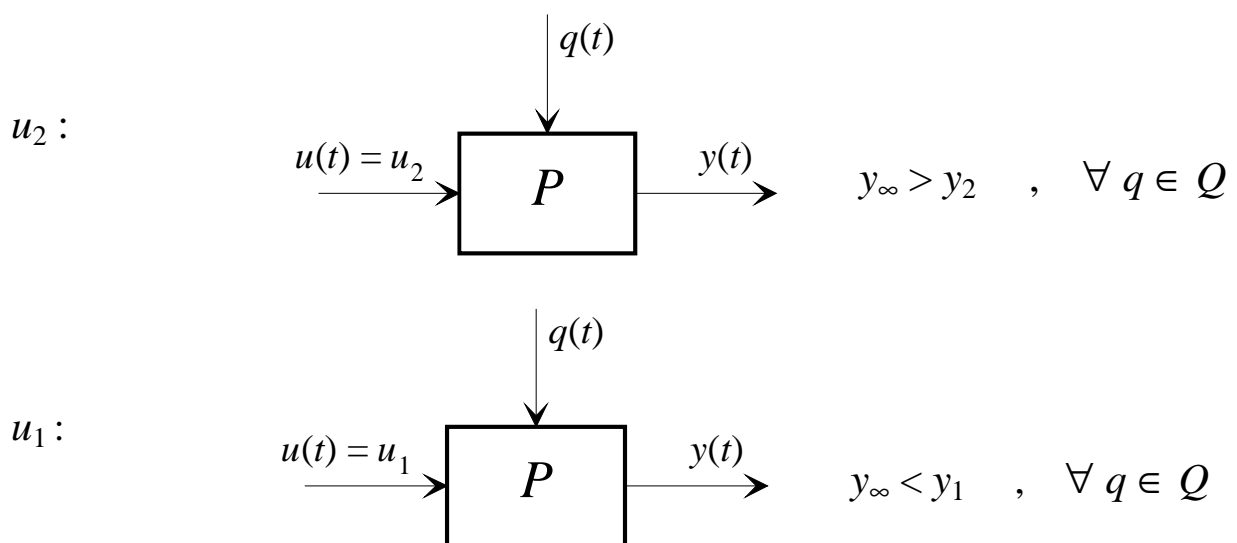 q(t)
u₂ :
u(t) = u₂
P
y(t)
y∞ > y₂ , ∀ q ∈ Q
q(t)
u₁ :
u(t) = u₁
P
y(t)
y∞ < y₁ , ∀ q ∈ Q